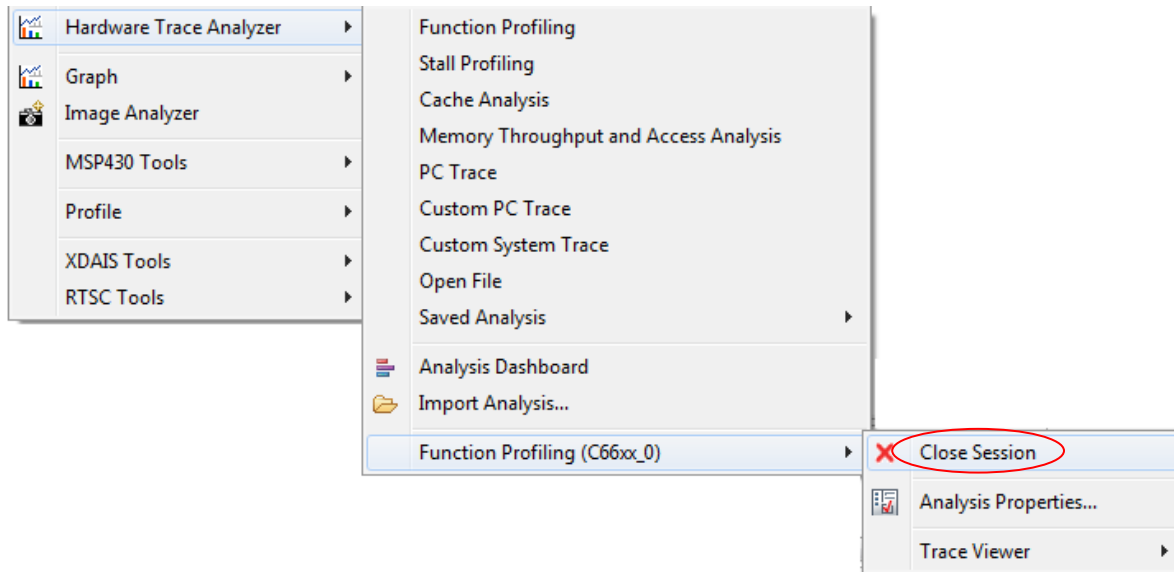 Hardware Trace Analyzer
Graph
Image Analyzer
MSP430 Tools
Profile
XDAIS Tools
RTSC Tools
Function Profiling
Stall Profiling
Cache Analysis
Memory Throughput and Access Analysis
PC Trace
Custom PC Trace
Custom System Trace
Open File
Saved Analysis
Analysis Dashboard
Import Analysis...
Function Profiling (C66xx_0)
Close Session
Analysis Properties...
Trace Viewer